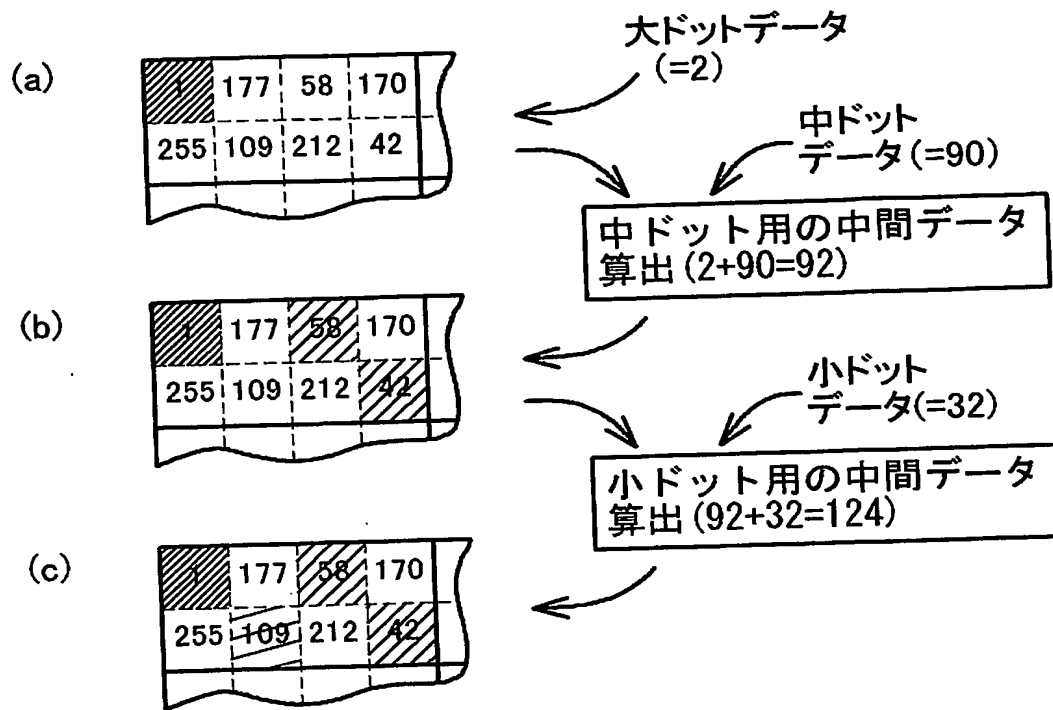 大ドットデータ
(=2)
(a)
1 177 58 170
255 109 212 42
中ドット
データ(=90)
中ドット用の中間データ
算出(2+90=92)
(b)
1 177 58 170
255 109 212 42
小ドット
データ(=32)
小ドット用の中間データ
算出(92+32=124)
(c)
1 177 58 170
255 109 212 42